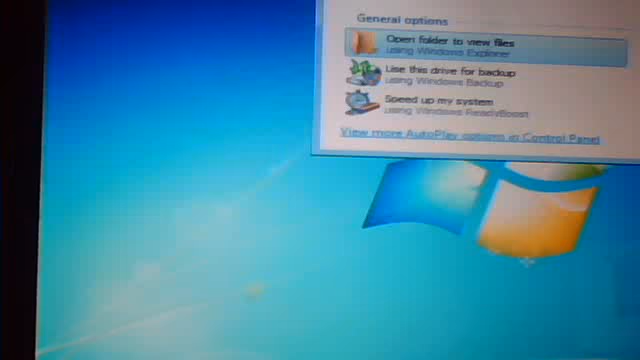 General options
Open folder to view files
using Windows Explorer
Use this drive for backup
using Windows Backup
Speed up my system
using Windows ReadyBoost
View more AutoPlay options in Control Panel